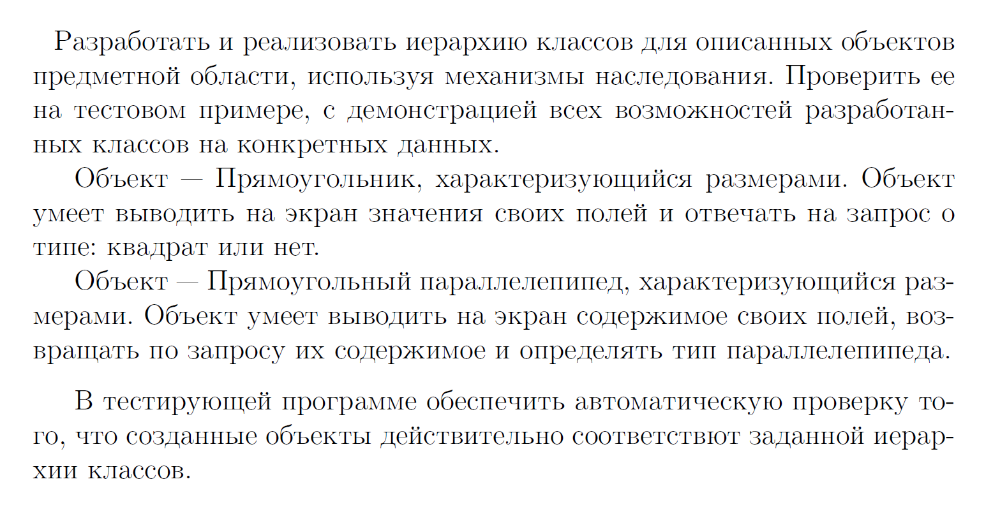 Разработать и реализовать иерархию классов для описанных объектов
предметной области, используя механизмы наследования. Проверить ее
на тестовом примере, с демонстрацией всех возможностей разработан-
ных классов на конкретных данных.
Объект — Прямоугольник, характеризующийся размерами. Объект
умеет выводить на экран значения своих полей и отвечать на запрос о
типе: квадрат или нет.
Объект — Прямоугольный параллелепипед, характеризующийся раз-
мерами. Объект умеет выводить на экран содержимое своих полей, воз-
вращать по запросу их содержимое и определять тип параллелепипеда.
В тестирующей программе обеспечить автоматическую проверку то-
го, что созданные объекты действительно соответствют заданной иерар-
хии классов.